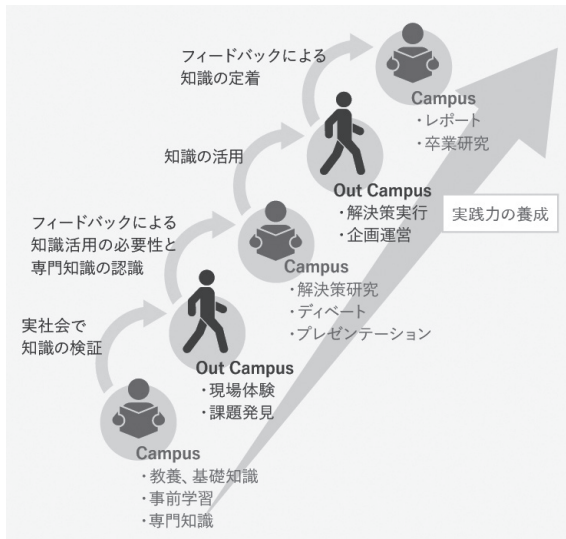 フィードバックによる
知識の定着
Campus
・レポート
・卒業研究
知識の活用
Out Campus
・解決策実行
・企画運営
実践力の養成
フィードバックによる
知識活用の必要性と
専門知識の認識
Campus
・解決策研究
・ディベート
・プレゼンテーション
実社会で
知識の検証
Out Campus
・現場体験
・課題発見
Campus
・教養、基礎知識
・事前学習
・専門知識